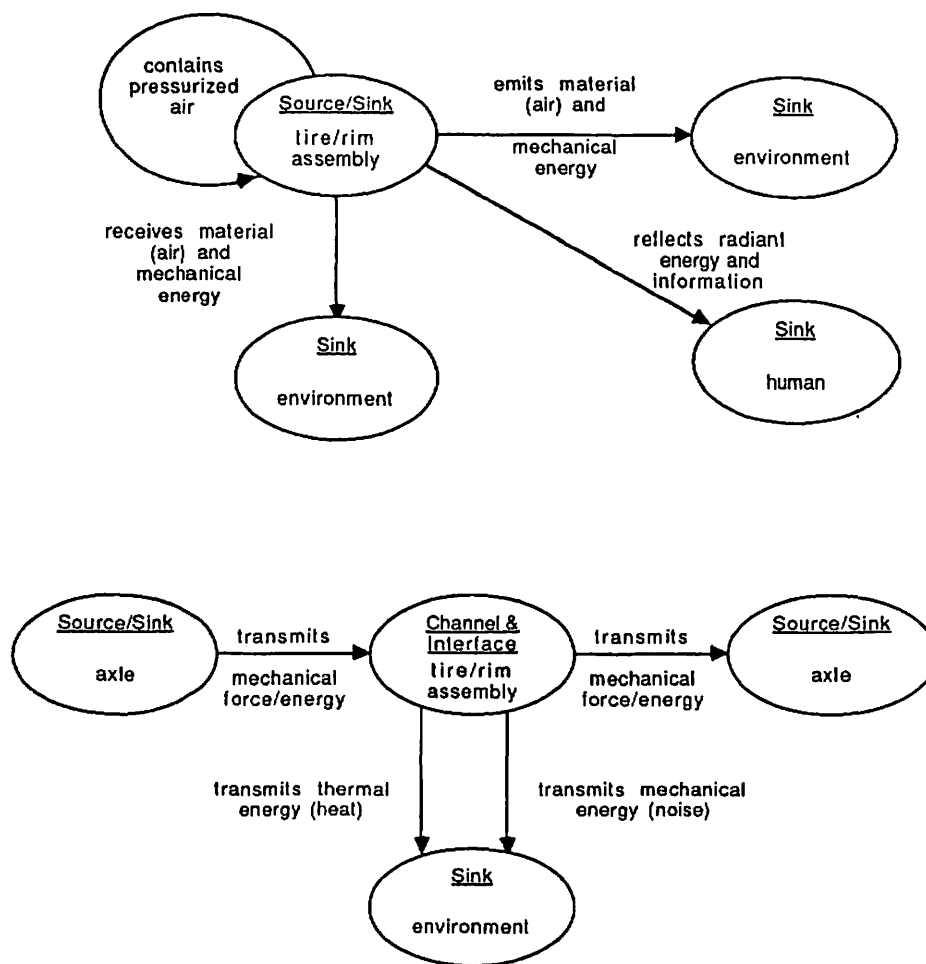 contains
pressurized
air
Source/Sink
tire/rim
assembly
emits material
(air) and
mechanical
energy
Sink
environment
receives material
(air) and
mechanical
energy
reflects radiant
energy and
information
Sink
environment
Sink
human
Source/Sink
axle
transmits
mechanical
force/energy
Channel &
Interface
tire/rim
assembly
transmits
mechanical
force/energy
Source/Sink
axle
transmits thermal
energy (heat)
transmits mechanical
energy (noise)
Sink
environment